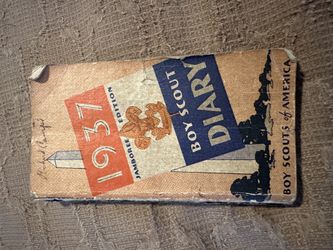 1937
JAMBOREE EDITION
BOY SCOUT
DIARY
BOY SCOUTS of AMERICA